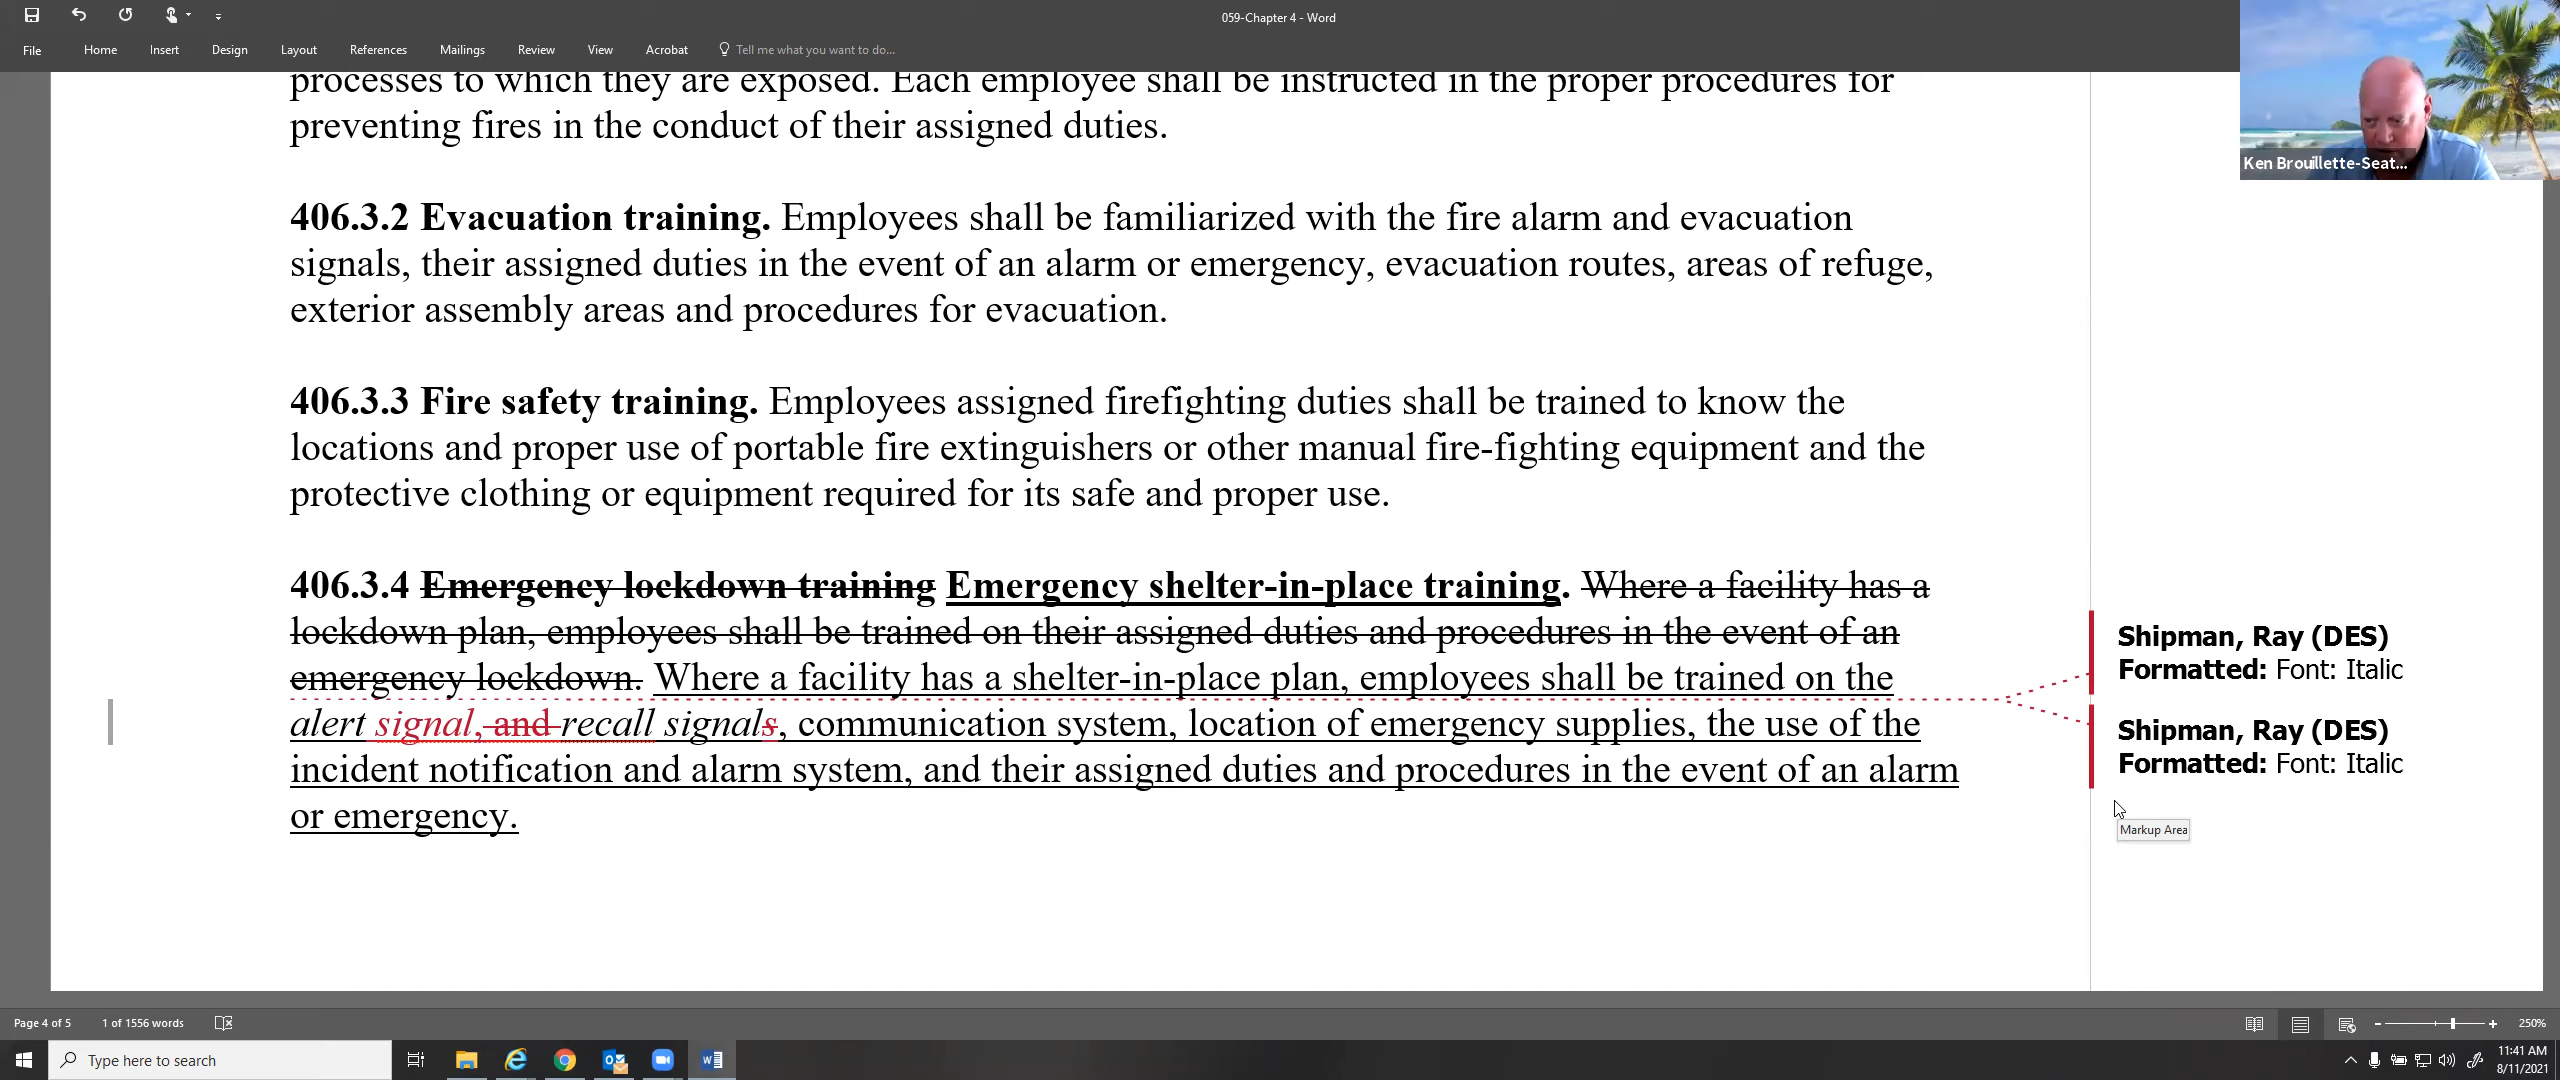 059-Chapter 4 - Word
File Home Insert Design Layout References Mailings Review View Acrobat Tell me what you want to do...
Ken Brouillette-Seat...
processes to which they are exposed. Each employee shall be instructed in the proper procedures for
preventing fires in the conduct of their assigned duties.
406.3.2 Evacuation training. Employees shall be familiarized with the fire alarm and evacuation
signals, their assigned duties in the event of an alarm or emergency, evacuation routes, areas of refuge,
exterior assembly areas and procedures for evacuation.
406.3.3 Fire safety training. Employees assigned firefighting duties shall be trained to know the
locations and proper use of portable fire extinguishers or other manual fire-fighting equipment and the
protective clothing or equipment required for its safe and proper use.
406.3.4 Emergency lockdown training Emergency shelter-in-place training. Where a facility has a
lockdown plan, employees shall be trained on their assigned duties and procedures in the event of an
emergency lockdown. Where a facility has a shelter-in-place plan, employees shall be trained on the
alert signal, and recall signals, communication system, location of emergency supplies, the use of the
incident notification and alarm system, and their assigned duties and procedures in the event of an alarm
or emergency.
Shipman, Ray (DES)
Formatted: Font: Italic
Shipman, Ray (DES)
Formatted: Font: Italic
Markup Area
Page 4 of 5 1 of 1556 words
250%
Type here to search
11:41 AM
8/11/2021